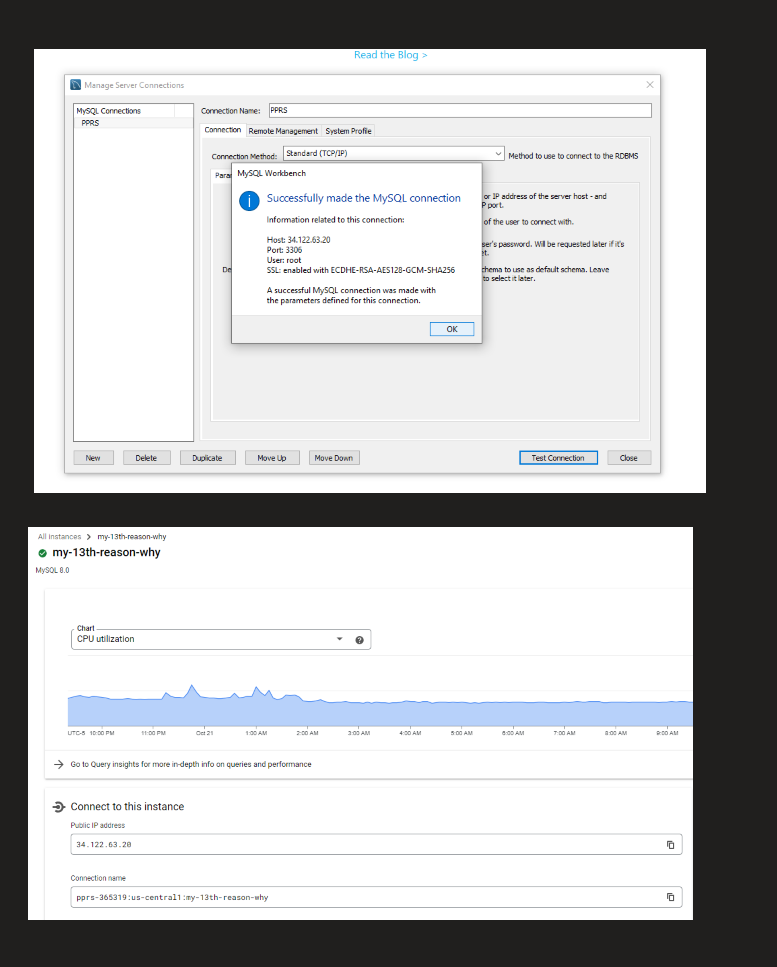 Read the Blog >
Manage Server Connections
MySQL Connections
PPRS
Connection Name: PPRS
Connection Remote Management System Profile
Connection Method: Standard (TCP/IP) Method to use to connect to the RDBMS
MySQL Workbench
Successfully made the MySQL connection
Information related to this connection:
Host: 34.122.63.20
Port: 3306
User: root
SSL: enabled with ECDHE-RSA-AES128-GCM-SHA256
A successful MySQL connection was made with
the parameters defined for this connection.
OK
Para
De
or IP address of the server host - and
P port.
of the user to connect with.
ser's password. Will be requested later if it's
et.
chema to use as default schema. Leave
to select it later.
New Delete Duplicate Move Up Move Down Test Connection Close
All instances > my-13th-reason-why
my-13th-reason-why
MySQL 8.0
Chart
CPU utilization
UTC-5 10:00 PM 11:00 PM Oct 21 1:00 AM 2:00 AM 3:00 AM 4:00 AM 5:00 AM 6:00 AM 7:00 AM 8:00 AM 9:00 AM
Go to Query insights for more in-depth info on queries and performance
Connect to this instance
Public IP address
34.122.63.20
Connection name
pprs-365319:us-central1:my-13th-reason-why